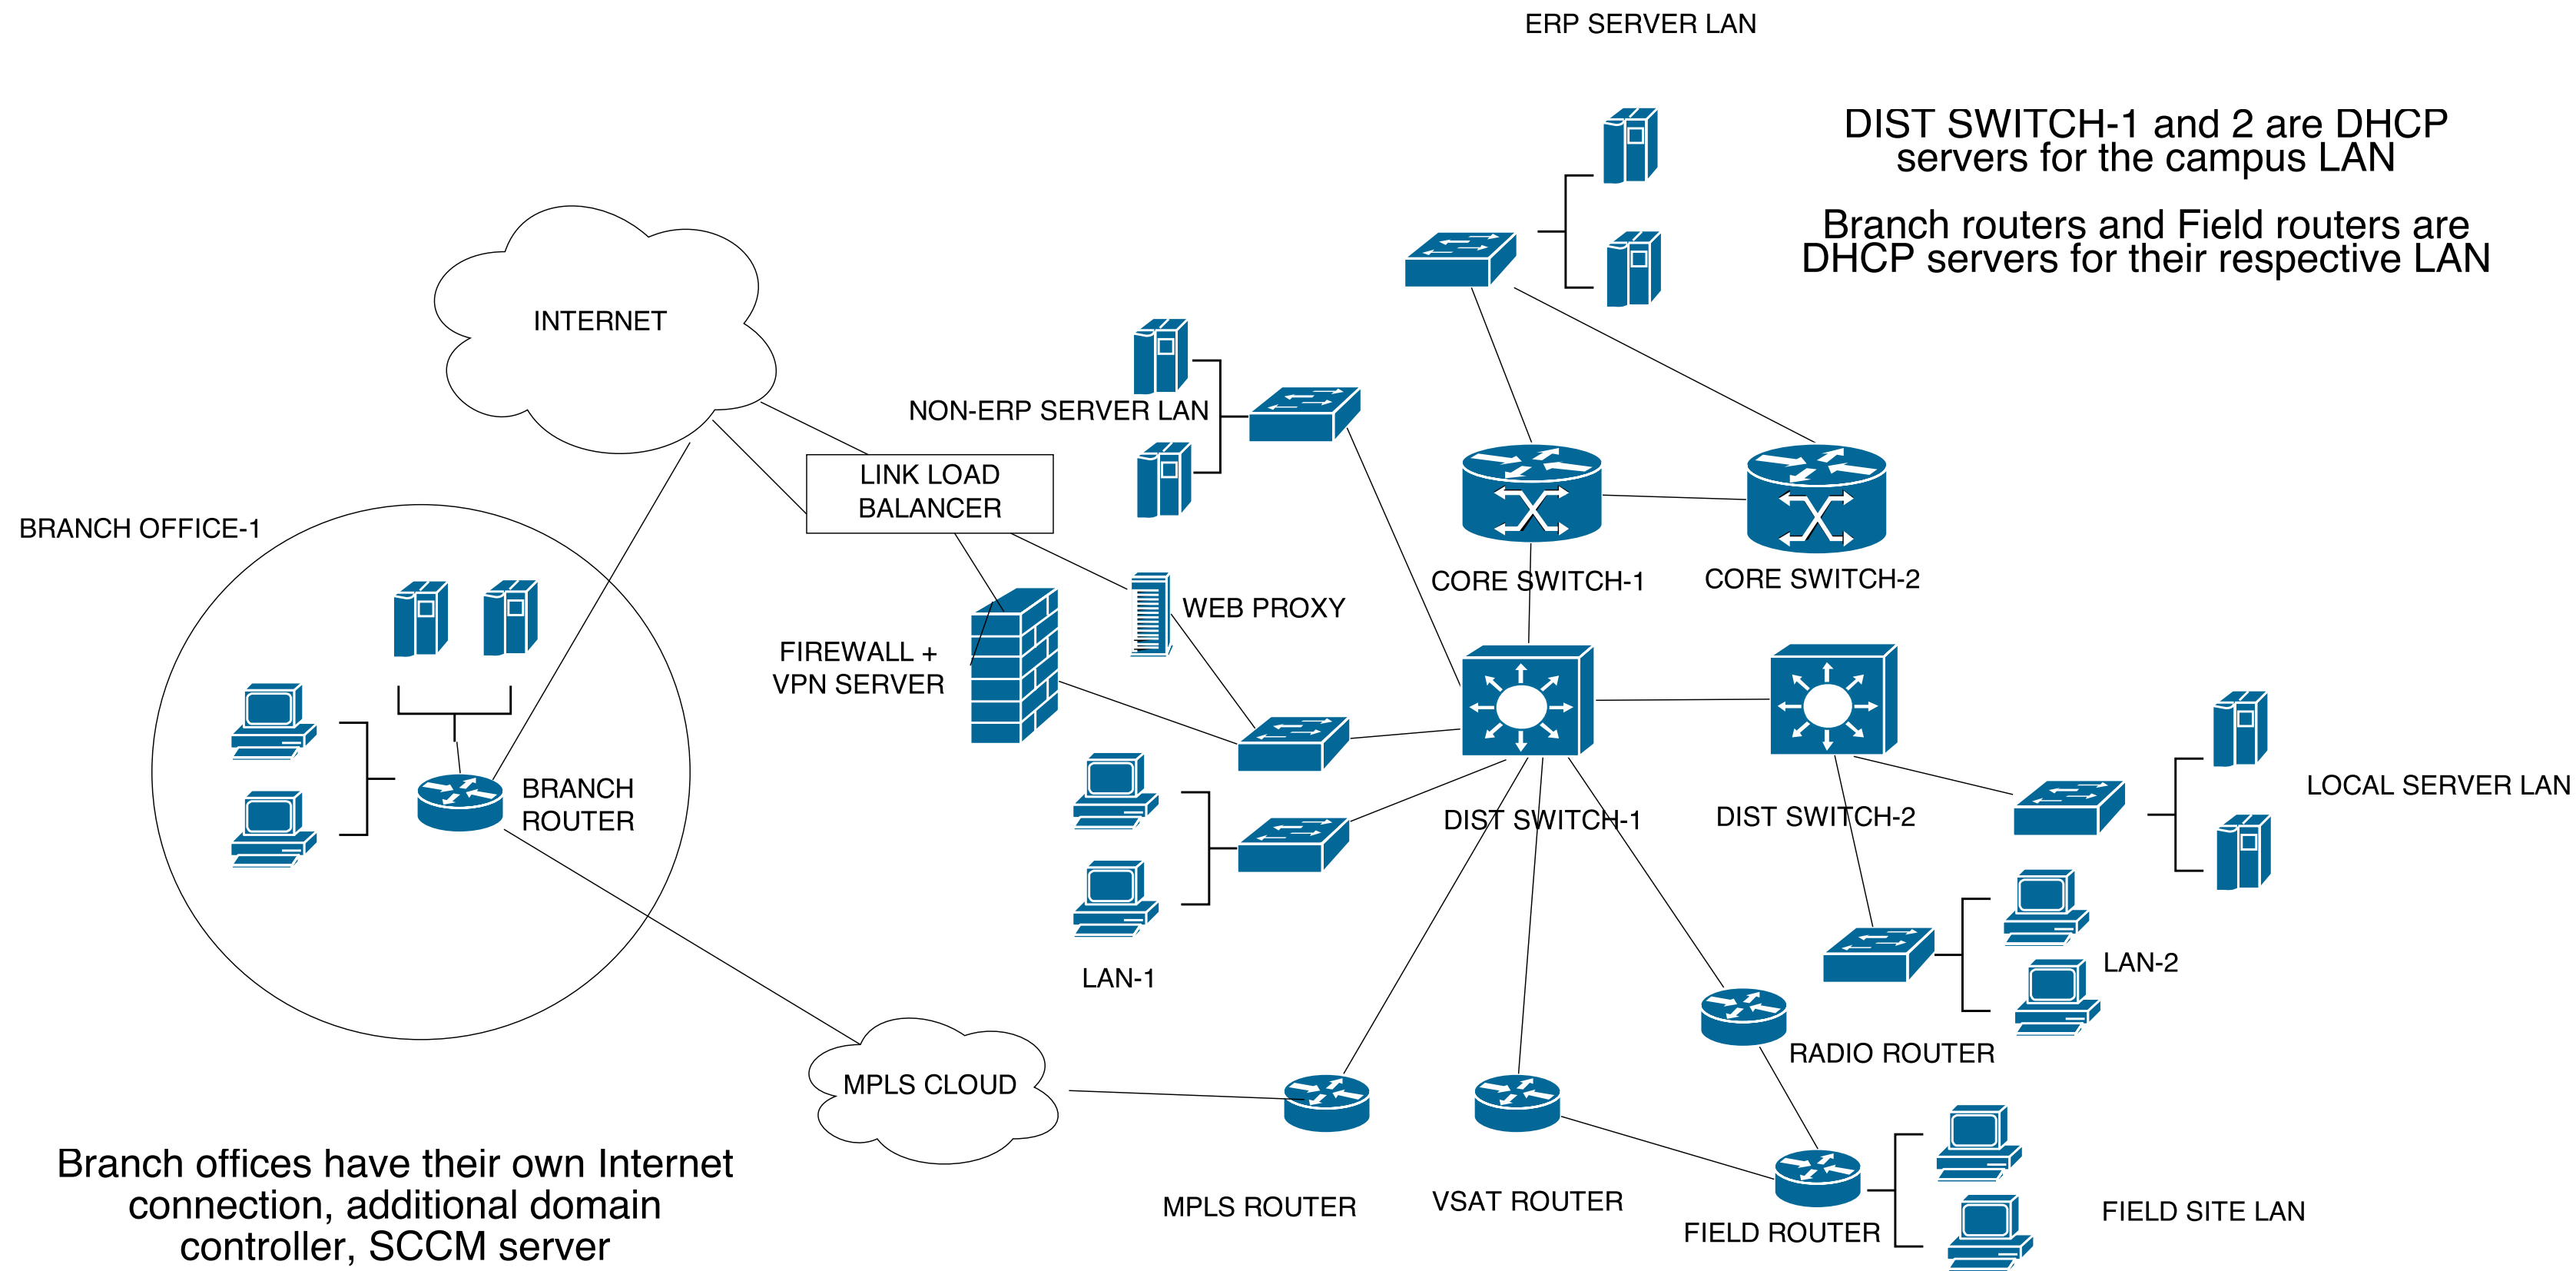 ERP SERVER LAN
DIST SWITCH-1 and 2 are DHCP
servers for the campus LAN
Branch routers and Field routers are
DHCP servers for their respective LAN
INTERNET
NON-ERP SERVER LAN
LINK LOAD
BALANCER
BRANCH OFFICE-1
CORE SWITCH-1
CORE SWITCH-2
WEB PROXY
FIREWALL +
VPN SERVER
BRANCH
ROUTER
DIST SWITCH-1
DIST SWITCH-2
LOCAL SERVER LAN
LAN-1
LAN-2
RADIO ROUTER
MPLS CLOUD
MPLS ROUTER
VSAT ROUTER
FIELD ROUTER
FIELD SITE LAN
Branch offices have their own Internet
connection, additional domain
controller, SCCM server